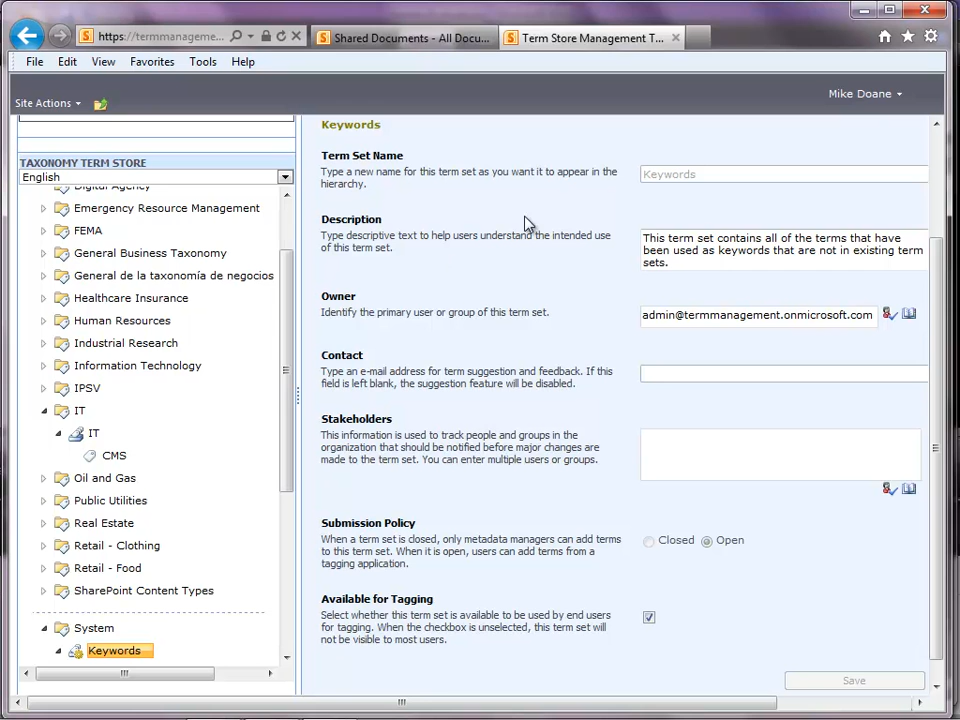 https://termmanageme...
Shared Documents - All Docu...
Term Store Management T...
File Edit View Favorites Tools Help
Site Actions
Mike Doane
TAXONOMY TERM STORE
English
Digital Agency
Emergency Resource Management
FEMA
General Business Taxonomy
General de la taxonomía de negocios
Healthcare Insurance
Human Resources
Industrial Research
Information Technology
IPSV
IT
IT
CMS
Oil and Gas
Public Utilities
Real Estate
Retail - Clothing
Retail - Food
SharePoint Content Types
System
Keywords
Keywords
Term Set Name
Type a new name for this term set as you want it to appear in the
hierarchy.
Keywords
Description
Type descriptive text to help users understand the intended use
of this term set.
This term set contains all of the terms that have
been used as keywords that are not in existing term
sets.
Owner
Identify the primary user or group of this term set.
admin@termmanagement.onmicrosoft.com
Contact
Type an e-mail address for term suggestion and feedback. If this
field is left blank, the suggestion feature will be disabled.
Stakeholders
This information is used to track people and groups in the
organization that should be notified before major changes are
made to the term set. You can enter multiple users or groups.
Submission Policy
When a term set is closed, only metadata managers can add terms
to this term set. When it is open, users can add terms from a
tagging application.
Closed Open
Available for Tagging
Select whether this term set is available to be used by end users
for tagging. When the checkbox is unselected, this term set will
not be visible to most users.
Save